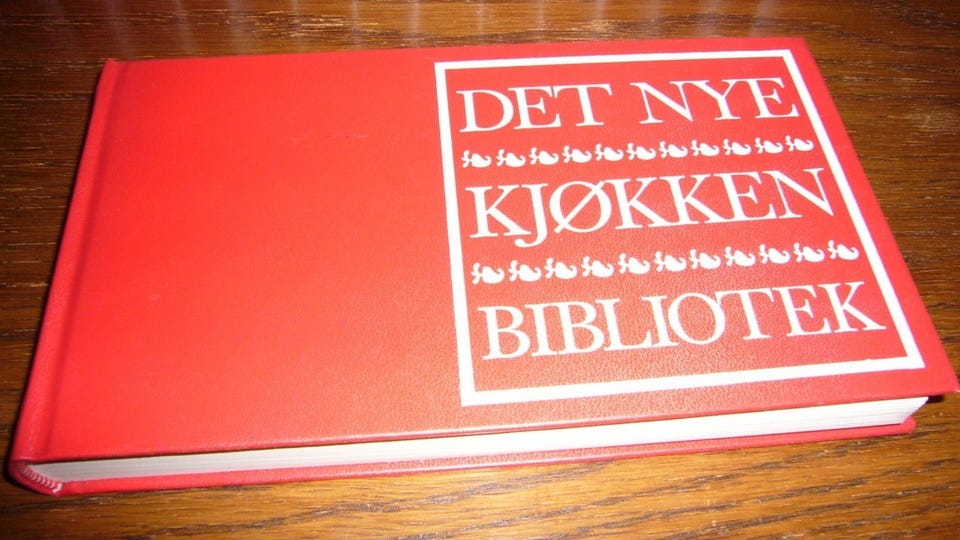 DET NYE
KJØKKEN
BIBLIOTEK